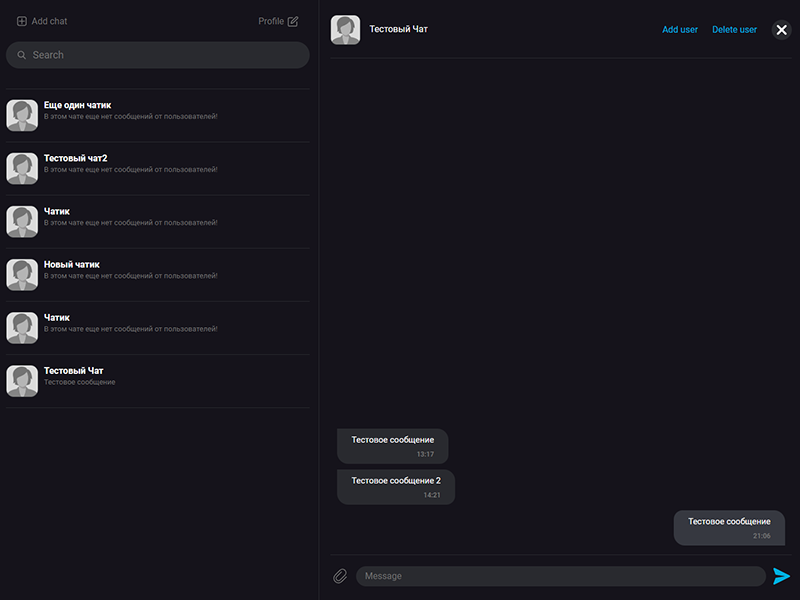 Add chat
Profile
Search
Еще один чатик
В этом чате еще нет сообщений от пользователей!
Тестовый чат2
В этом чате еще нет сообщений от пользователей!
Чатик
В этом чате еще нет сообщений от пользователей!
Новый чатик
В этом чате еще нет сообщений от пользователей!
Чатик
В этом чате еще нет сообщений от пользователей!
Тестовый Чат
Тестовое сообщение
Тестовый Чат
Add user
Delete user
Тестовое сообщение
13:17
Тестовое сообщение 2
14:21
Тестовое сообщение
21:06
Message